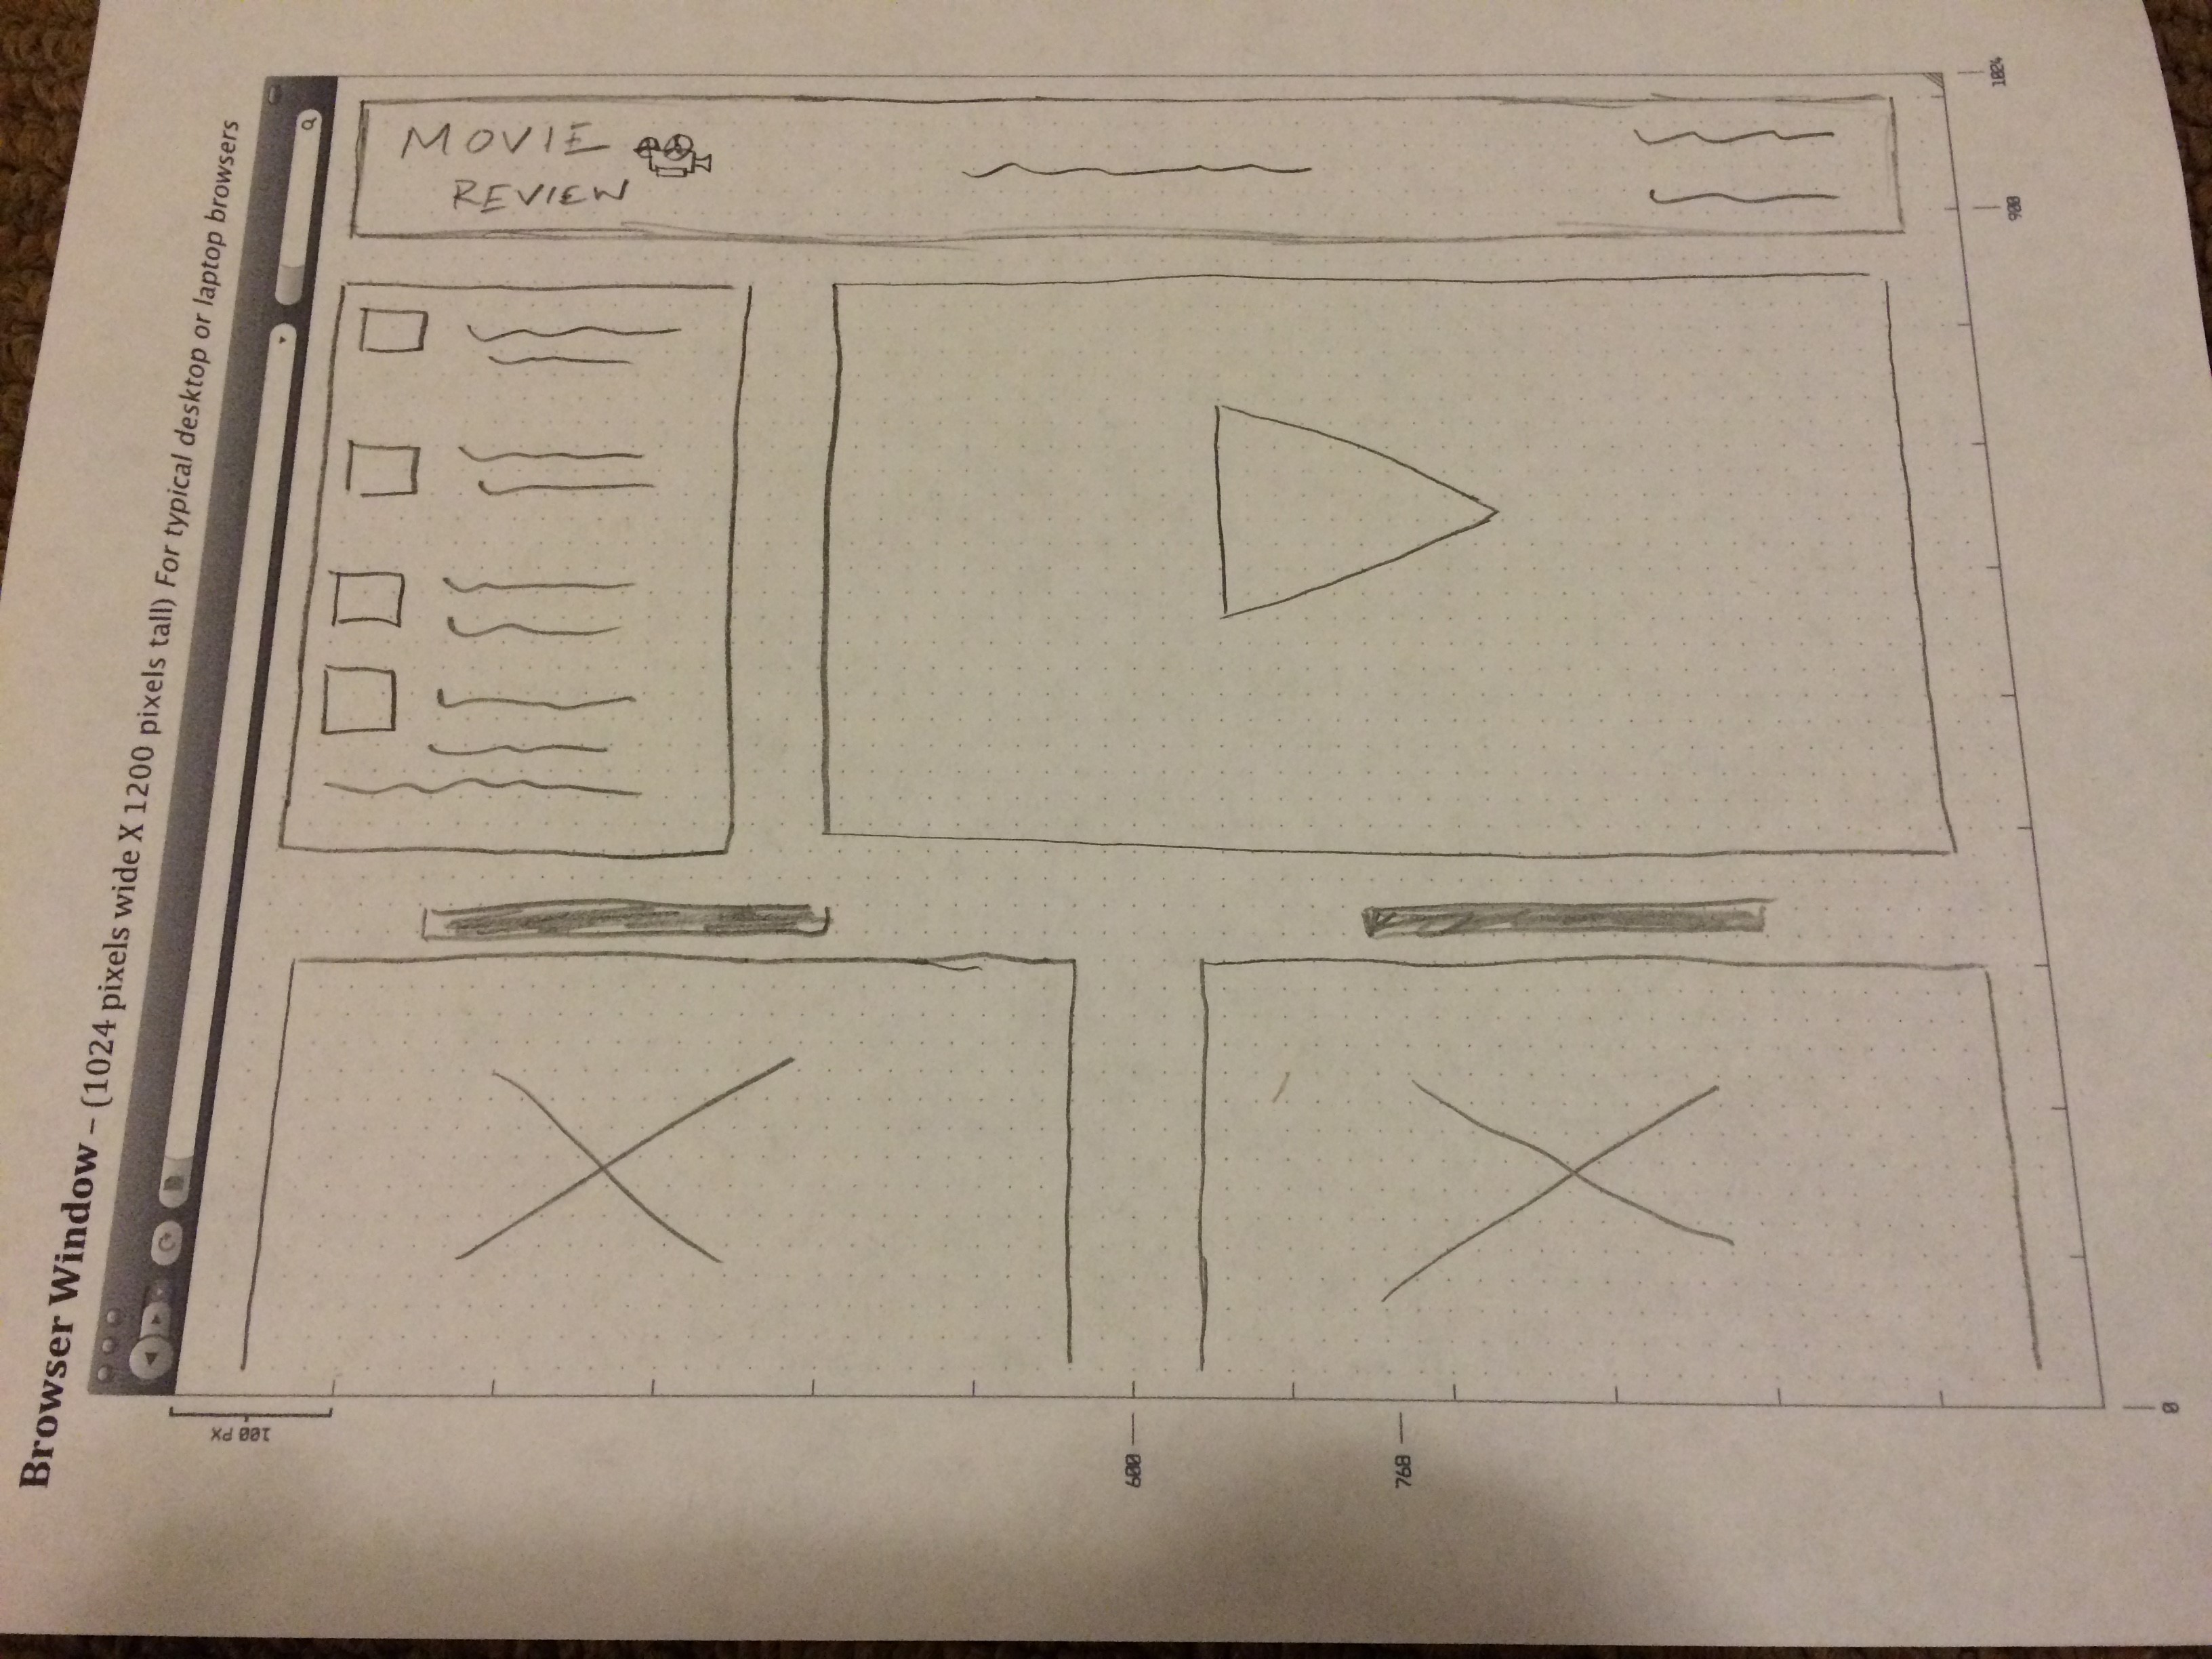 Browser Window – (1024 pixels wide X 1200 pixels tall) For typical desktop or laptop browsers
MOVIE
REVIEW
100 PX
600
768
0
900
1024